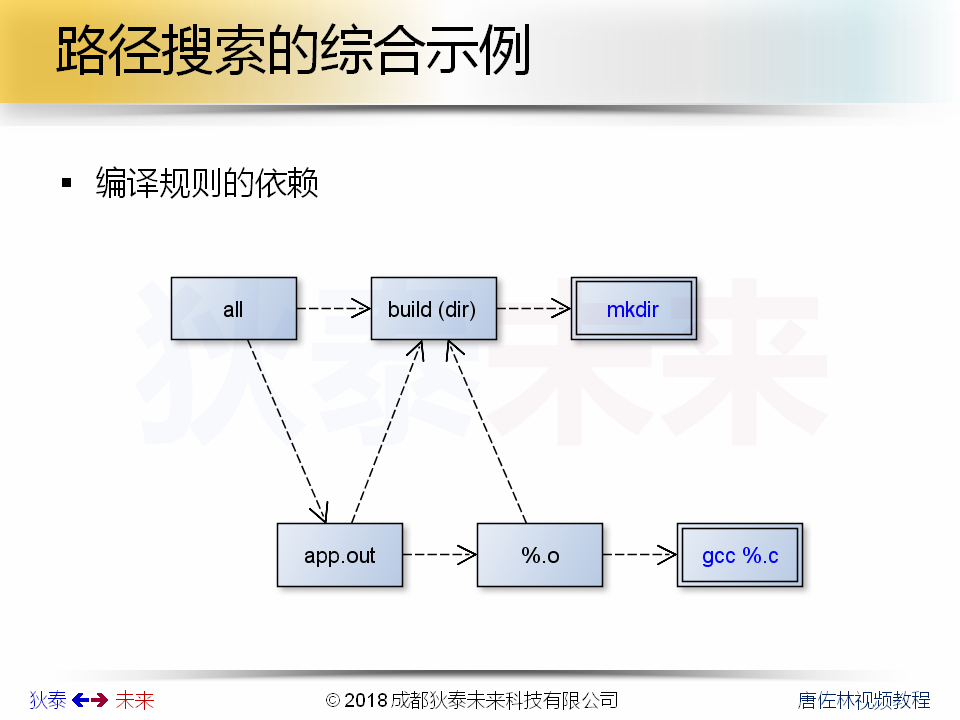 路径搜索的综合示例
▪ 编译规则的依赖
狄泰未来
all
build (dir)
mkdir
app.out
%.o
gcc %.c
狄泰 未来
© 2018 成都狄泰未来科技有限公司
唐佐林视频教程